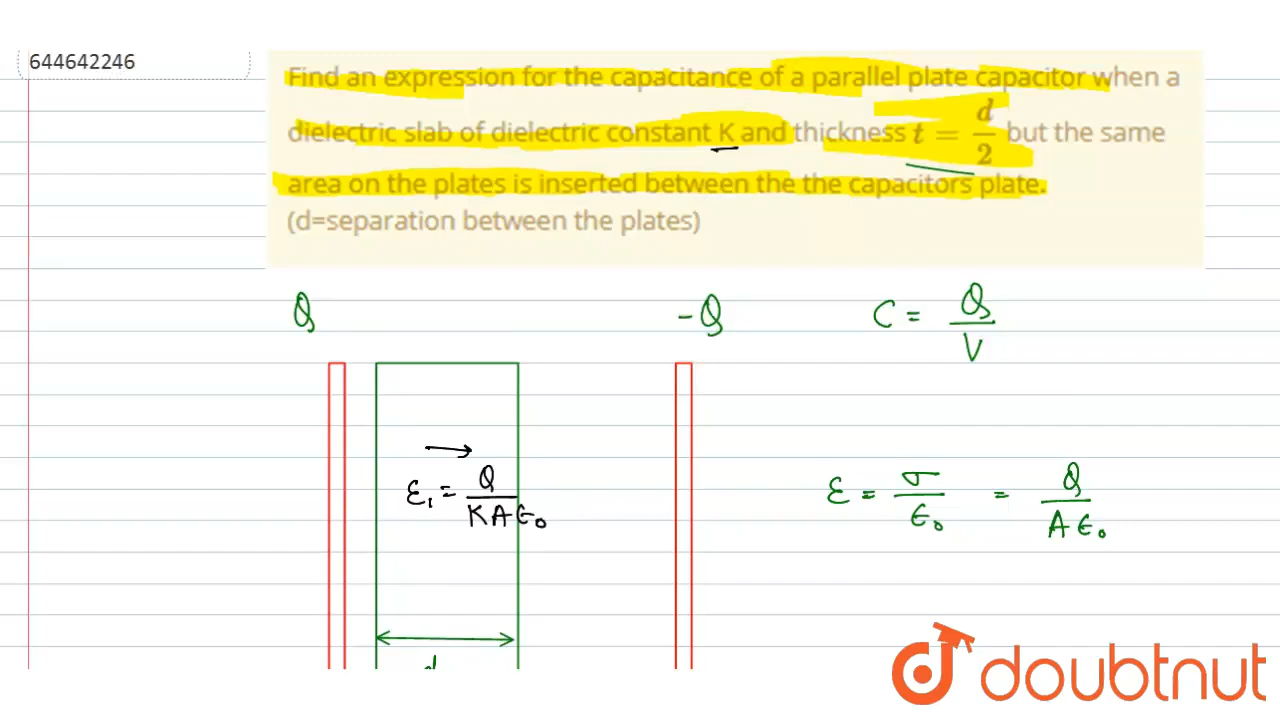 644642246
Find an expression for the capacitance of a parallel plate capacitor when a
dielectric slab of dielectric constant K and thickness t = d/2 but the same
area on the plates is inserted between the the capacitors plate.
(d=separation between the plates)
Q
-Q
C = Q/V
ε₁ = Q/KAε₀
ε = σ/ε₀ = Q/Aε₀
d
doubtnut